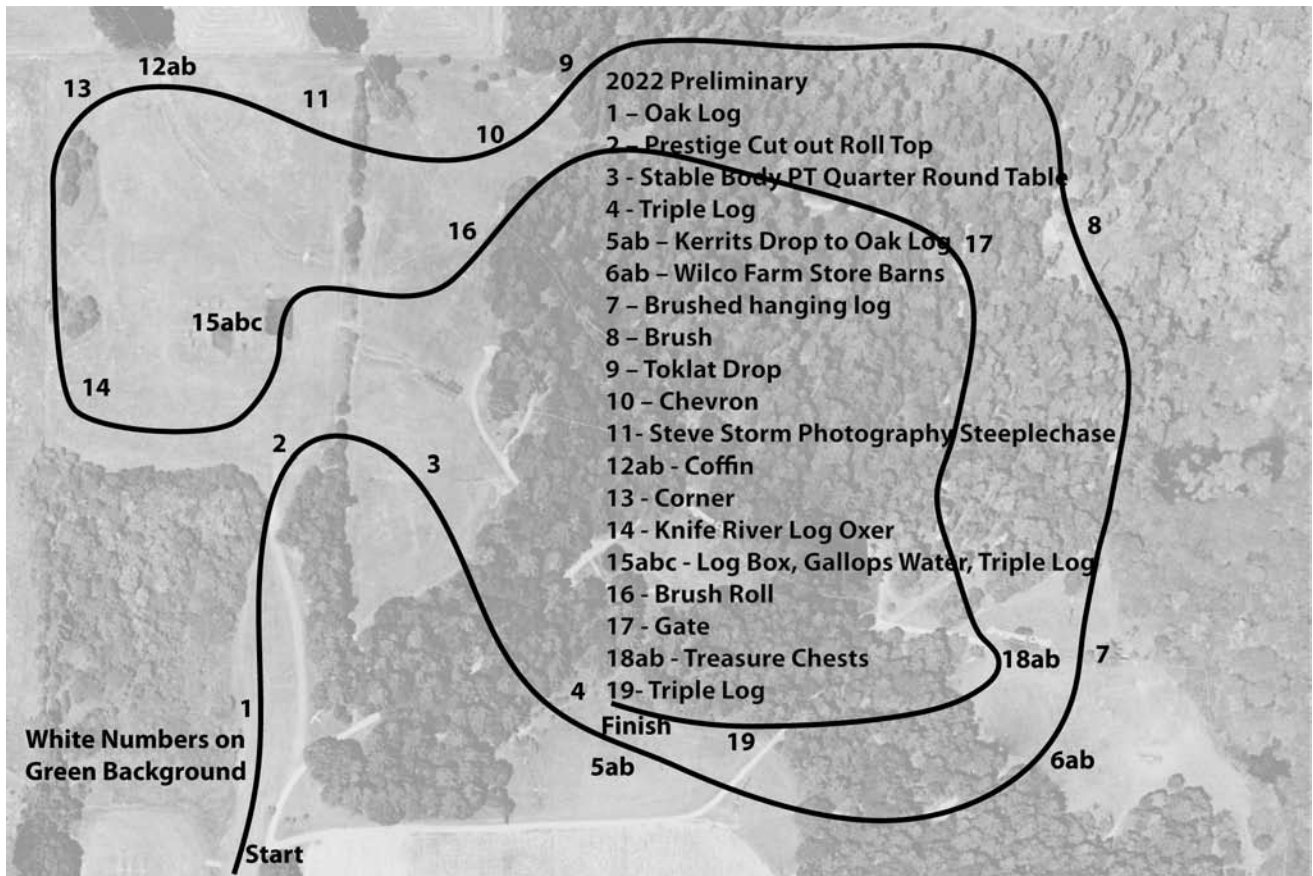 2022 Preliminary
1 – Oak Log
2 – Prestige Cut out Roll Top
3 - Stable Body PT Quarter Round Table
4 - Triple Log
5ab – Kerrits Drop to Oak Log
6ab – Wilco Farm Store Barns
7 – Brushed hanging log
8 – Brush
9 – Toklat Drop
10 – Chevron
11- Steve Storm Photography Steeplechase
12ab - Coffin
13 - Corner
14 - Knife River Log Oxer
15abc - Log Box, Gallops Water, Triple Log
16 - Brush Roll
17 - Gate
18ab - Treasure Chests
19- Triple Log
Finish
White Numbers on
Green Background
Start
1
2
3
4
5ab
6ab
7
8
9
10
11
12ab
13
14
15abc
16
17
18ab
19